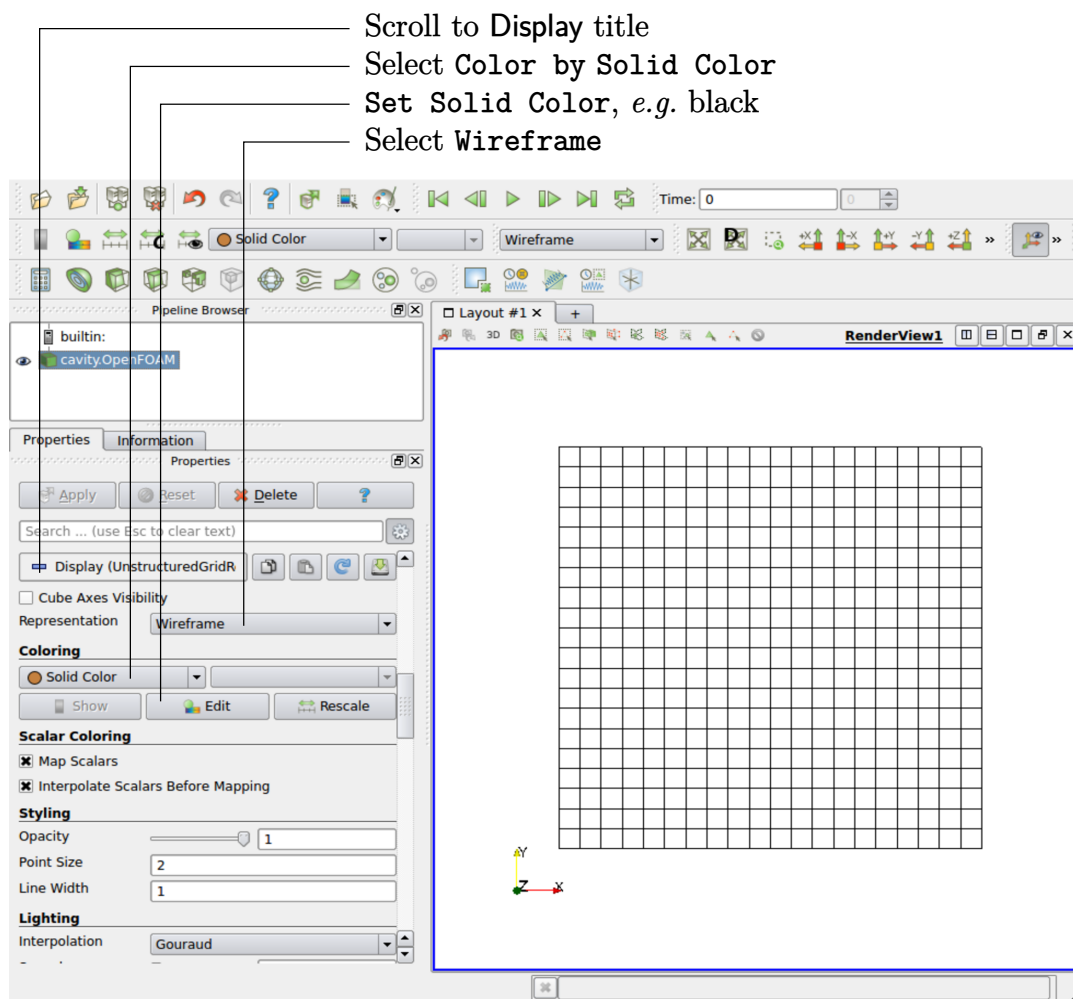 Scroll to Display title
Select Color by Solid Color
Set Solid Color, e.g. black
Select Wireframe
Time: 0 0
Solid Color Wireframe +X -X +Y -Y +Z » »
Pipeline Browser
builtin:
cavity.OpenFOAM
Layout #1 X +
3D RenderView1
Properties Information
Properties
Apply Reset Delete ?
Search ... (use Esc to clear text)
Display (UnstructuredGridR
Cube Axes Visibility
Representation Wireframe
Coloring
Solid Color
Show Edit Rescale
Scalar Coloring
Map Scalars
Interpolate Scalars Before Mapping
Styling
Opacity 1
Point Size 2
Line Width 1
Lighting
Interpolation Gouraud
Y
Z X